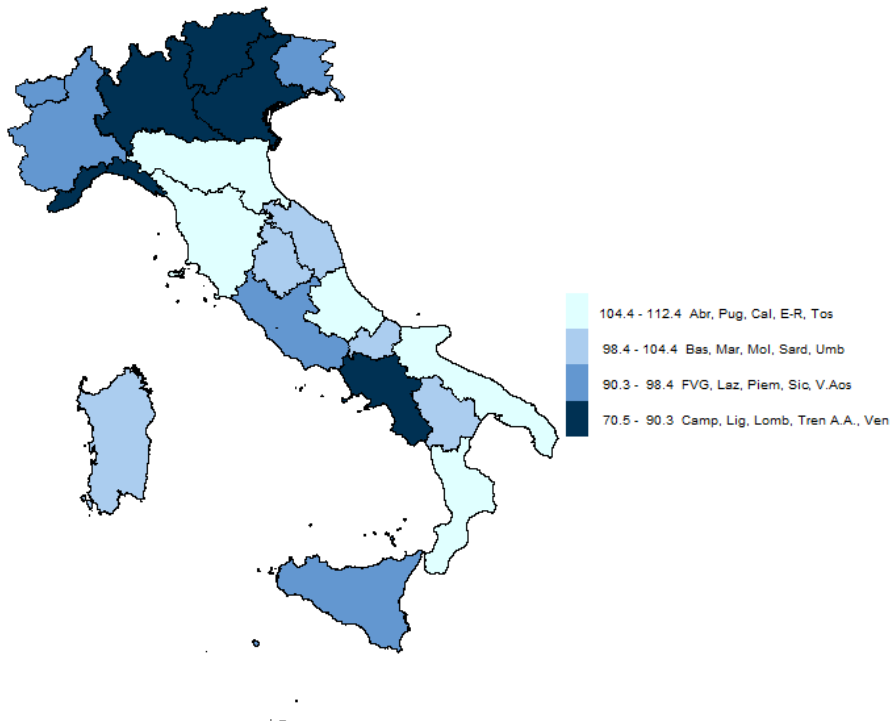 104.4 - 112.4 Abr, Pug, Cal, E-R, Tos
98.4 - 104.4 Bas, Mar, Mol, Sard, Umb
90.3 - 98.4 FVG, Laz, Piem, Sic, V.Aos
70.5 - 90.3 Camp, Lig, Lomb, Tren A.A., Ven